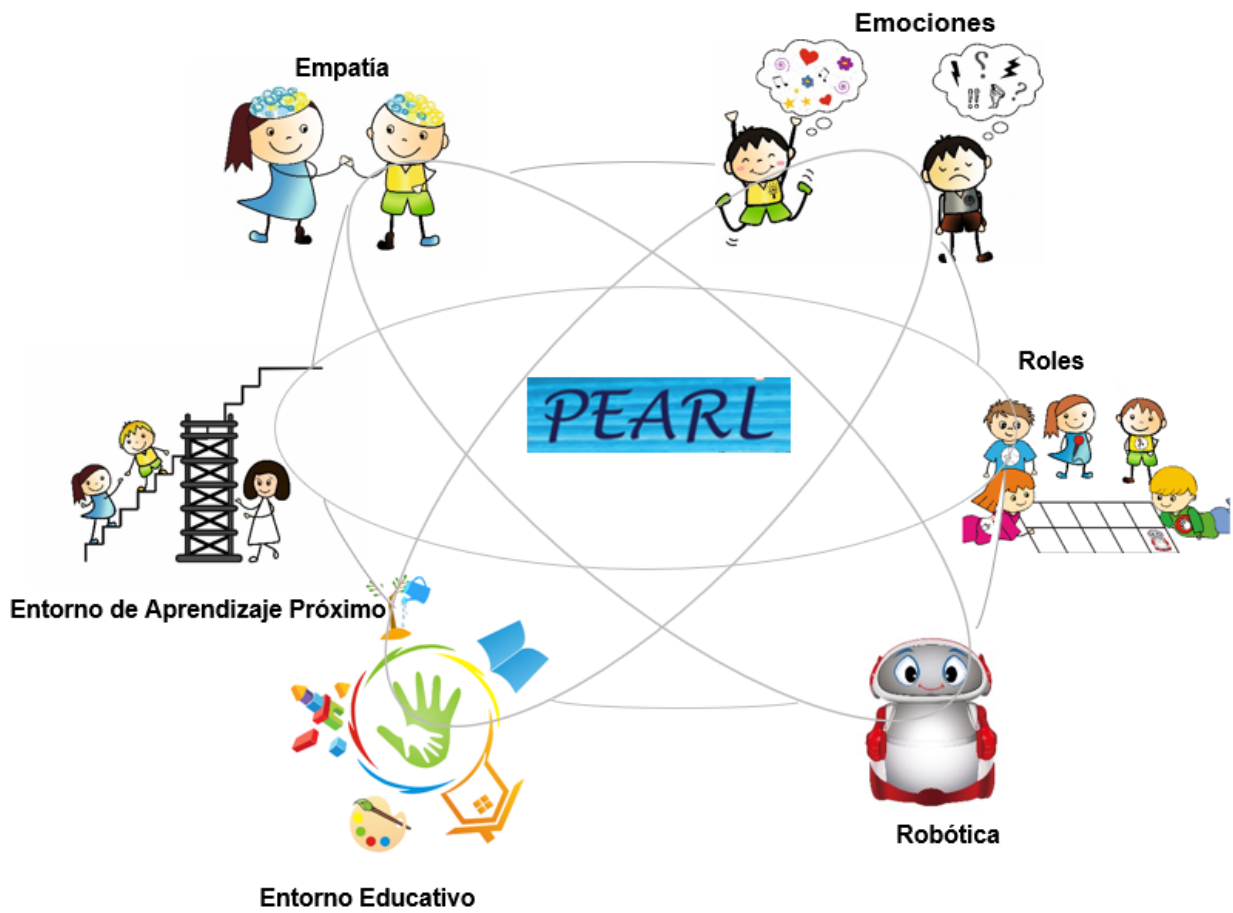 Emociones
Empatía
Roles
PEARL
Entorno de Aprendizaje Próximo
Robótica
Entorno Educativo